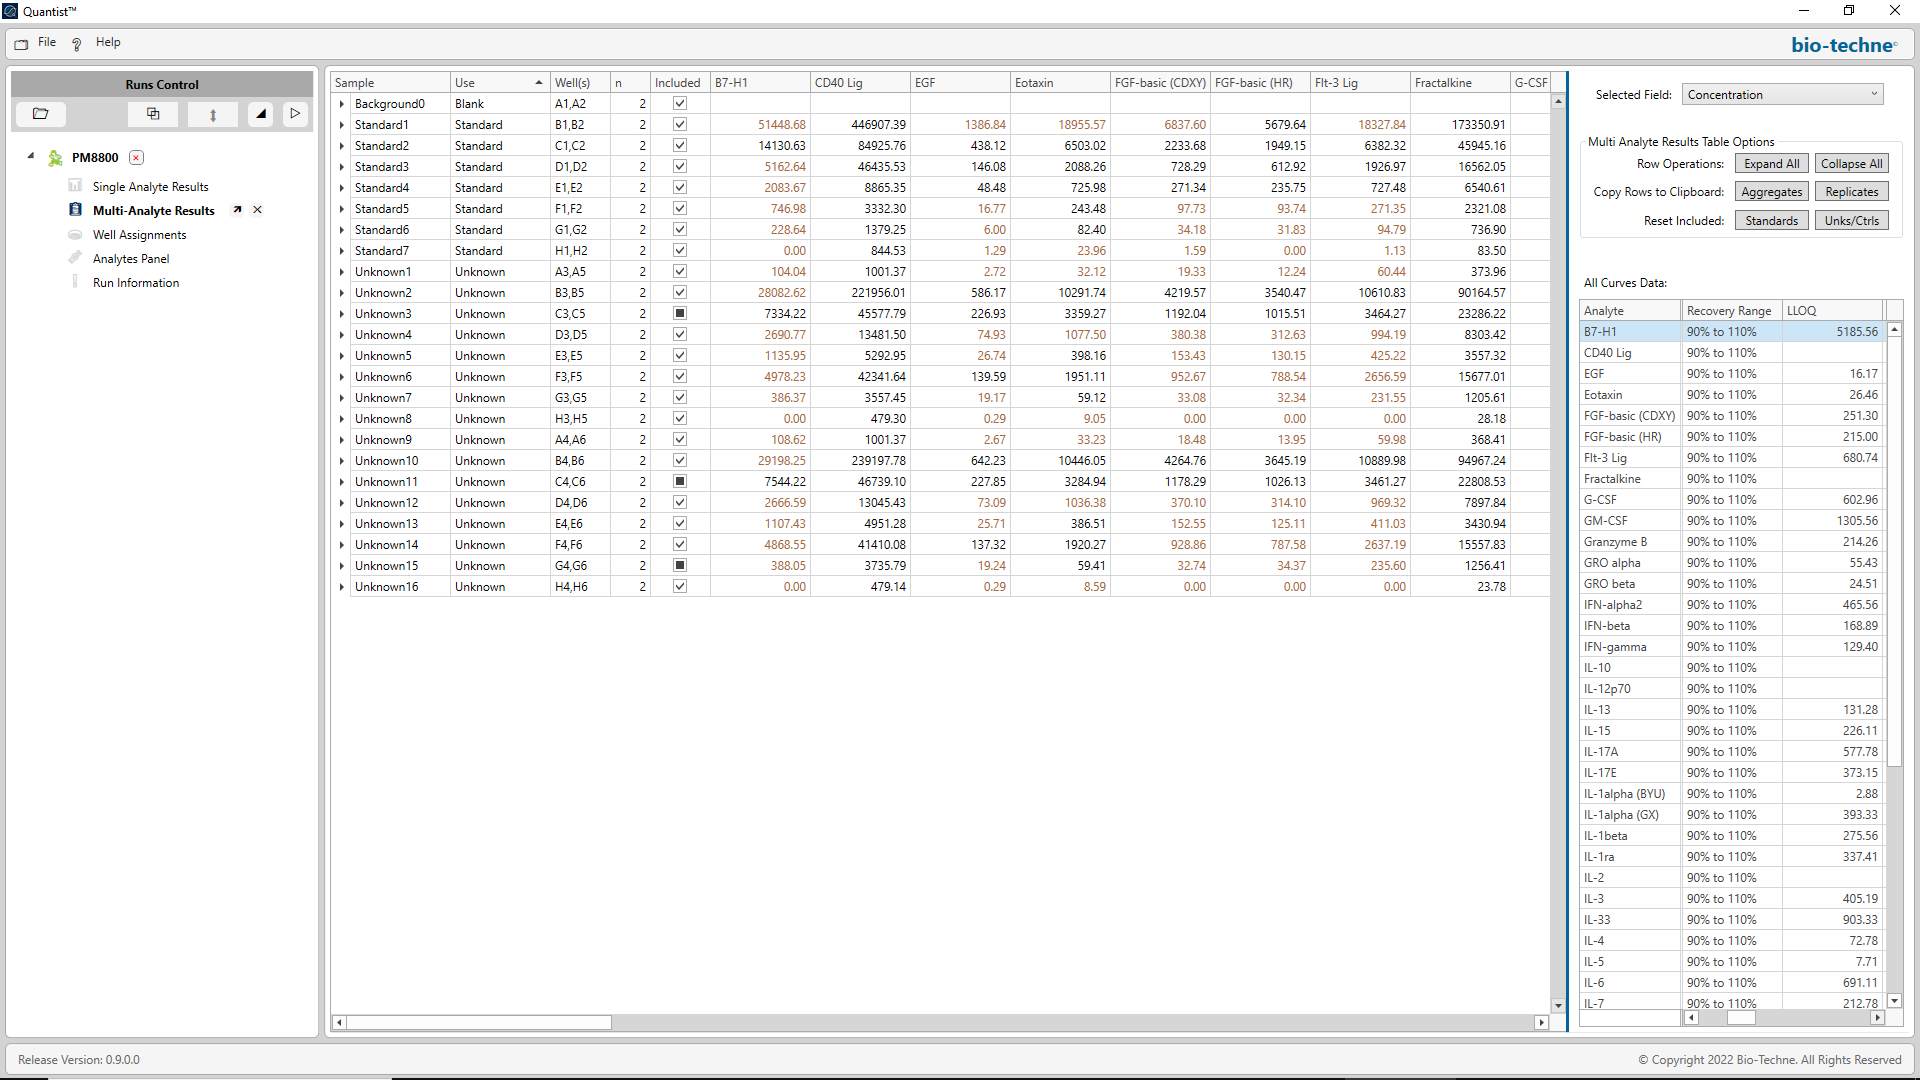 Quantist™
File Help
bio-techne
Runs Control
PM8800
Single Analyte Results
Multi-Analyte Results
Well Assignments
Analytes Panel
Run Information
Sample Use Well(s) n Included B7-H1 CD40 Lig EGF Eotaxin FGF-basic (CDXY) FGF-basic (HR) Flt-3 Lig Fractalkine G-CSF
Background0 Blank A1,A2 2
Standard1 Standard B1,B2 2 51448.68 446907.39 1386.84 18955.57 6837.60 5679.64 18327.84 173350.91
Standard2 Standard C1,C2 2 14130.63 84925.76 438.12 6503.02 2233.68 1949.15 6382.32 45945.16
Standard3 Standard D1,D2 2 5162.64 46435.53 146.08 2088.26 728.29 612.92 1926.97 16562.05
Standard4 Standard E1,E2 2 2083.67 8865.35 48.48 725.98 271.34 235.75 727.48 6540.61
Standard5 Standard F1,F2 2 746.98 3332.30 16.77 243.48 97.73 93.74 271.35 2321.08
Standard6 Standard G1,G2 2 228.64 1379.25 6.00 82.40 34.18 31.83 94.79 736.90
Standard7 Standard H1,H2 2 0.00 844.53 1.29 23.96 1.59 0.00 1.13 83.50
Unknown1 Unknown A3,A5 2 104.04 1001.37 2.72 32.12 19.33 12.24 60.44 373.96
Unknown2 Unknown B3,B5 2 28082.62 221956.01 586.17 10291.74 4219.57 3540.47 10610.83 90164.57
Unknown3 Unknown C3,C5 2 7334.22 45577.79 226.93 3359.27 1192.04 1015.51 3464.27 23286.22
Unknown4 Unknown D3,D5 2 2690.77 13481.50 74.93 1077.50 380.38 312.63 994.19 8303.42
Unknown5 Unknown E3,E5 2 1135.95 5292.95 26.74 398.16 153.43 130.15 425.22 3557.32
Unknown6 Unknown F3,F5 2 4978.23 42341.64 139.59 1951.11 952.67 788.54 2656.59 15677.01
Unknown7 Unknown G3,G5 2 386.37 3557.45 19.17 59.12 33.08 32.34 231.55 1205.61
Unknown8 Unknown H3,H5 2 0.00 479.30 0.29 9.05 0.00 0.00 0.00 28.18
Unknown9 Unknown A4,A6 2 108.62 1001.37 2.67 33.23 18.48 13.95 59.98 368.41
Unknown10 Unknown B4,B6 2 29198.25 239197.78 642.23 10446.05 4264.76 3645.19 10889.98 94967.24
Unknown11 Unknown C4,C6 2 7544.22 46739.10 227.85 3284.94 1178.29 1026.13 3461.27 22808.53
Unknown12 Unknown D4,D6 2 2666.59 13045.43 73.09 1036.38 370.10 314.10 969.32 7897.84
Unknown13 Unknown E4,E6 2 1107.43 4951.28 25.71 386.51 152.55 125.11 411.03 3430.94
Unknown14 Unknown F4,F6 2 4868.55 41410.08 137.32 1920.27 928.86 787.58 2637.19 15557.83
Unknown15 Unknown G4,G6 2 388.05 3735.79 19.24 59.41 32.74 34.37 235.60 1256.41
Unknown16 Unknown H4,H6 2 0.00 479.14 0.29 8.59 0.00 0.00 0.00 23.78
Selected Field: Concentration
Multi Analyte Results Table Options
Row Operations: Expand All Collapse All
Copy Rows to Clipboard: Aggregates Replicates
Reset Included: Standards Unks/Ctrls
All Curves Data:
Analyte Recovery Range LLOQ
B7-H1 90% to 110% 5185.56
CD40 Lig 90% to 110%
EGF 90% to 110% 16.17
Eotaxin 90% to 110% 26.46
FGF-basic (CDXY) 90% to 110% 251.30
FGF-basic (HR) 90% to 110% 215.00
Flt-3 Lig 90% to 110% 680.74
Fractalkine 90% to 110%
G-CSF 90% to 110% 602.96
GM-CSF 90% to 110% 1305.56
Granzyme B 90% to 110% 214.26
GRO alpha 90% to 110% 55.43
GRO beta 90% to 110% 24.51
IFN-alpha2 90% to 110% 465.56
IFN-beta 90% to 110% 168.89
IFN-gamma 90% to 110% 129.40
IL-10 90% to 110%
IL-12p70 90% to 110%
IL-13 90% to 110% 131.28
IL-15 90% to 110% 226.11
IL-17A 90% to 110% 577.78
IL-17E 90% to 110% 373.15
IL-1alpha (BYU) 90% to 110% 2.88
IL-1alpha (GX) 90% to 110% 393.33
IL-1beta 90% to 110% 275.56
IL-1ra 90% to 110% 337.41
IL-2 90% to 110%
IL-3 90% to 110% 405.19
IL-33 90% to 110% 903.33
IL-4 90% to 110% 72.78
IL-5 90% to 110% 7.71
IL-6 90% to 110% 691.11
IL-7 90% to 110% 212.78
Release Version: 0.9.0.0
© Copyright 2022 Bio-Techne. All Rights Reserved